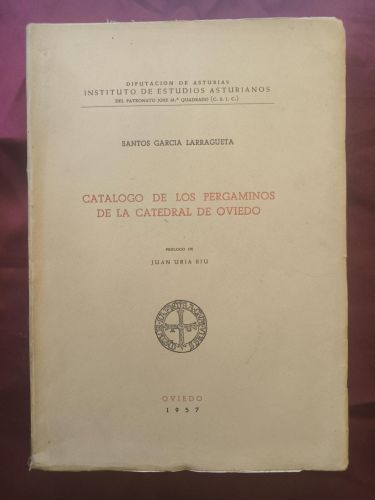 DIPUTACION DE ASTURIAS
INSTITUTO DE ESTUDIOS ASTURIANOS
DEL PATRONATO JOSE M.ª QUADRADO (C. S. I. C.)
SANTOS GARCIA LARRAGUETA
CATALOGO DE LOS PERGAMINOS
DE LA CATEDRAL DE OVIEDO
PROLOGO DE
JUAN URIA RIU
OVIEDO
1957